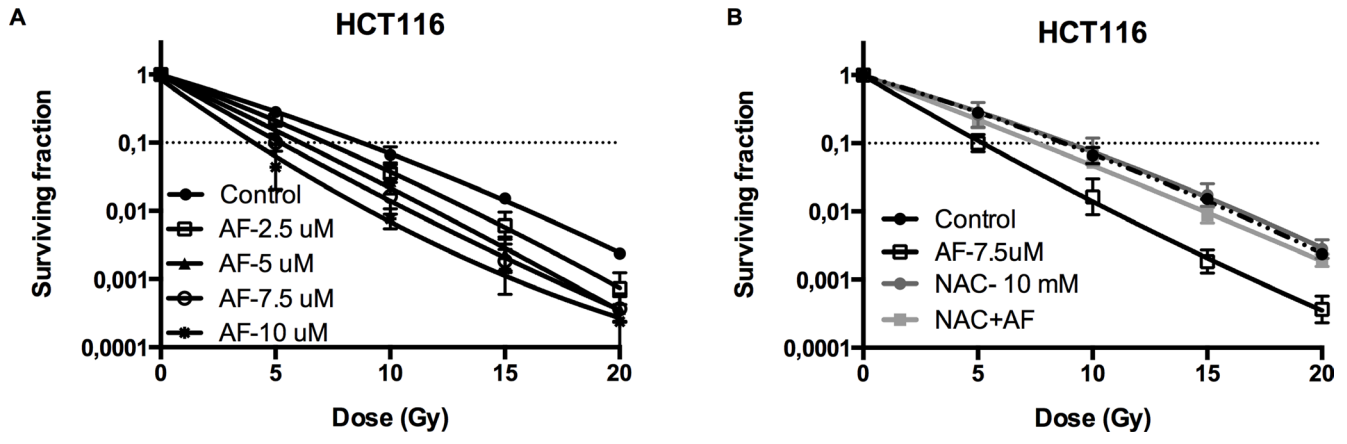 A
HCT116
Surviving fraction
1
0,1
0,01
0,001
0,0001
Control
AF-2.5 uM
AF-5 uM
AF-7.5 uM
AF-10 uM
0 5 10 15 20
Dose (Gy)
B
HCT116
Surviving fraction
1
0,1
0,01
0,001
0,0001
Control
AF-7.5uM
NAC- 10 mM
NAC+AF
0 5 10 15 20
Dose (Gy)